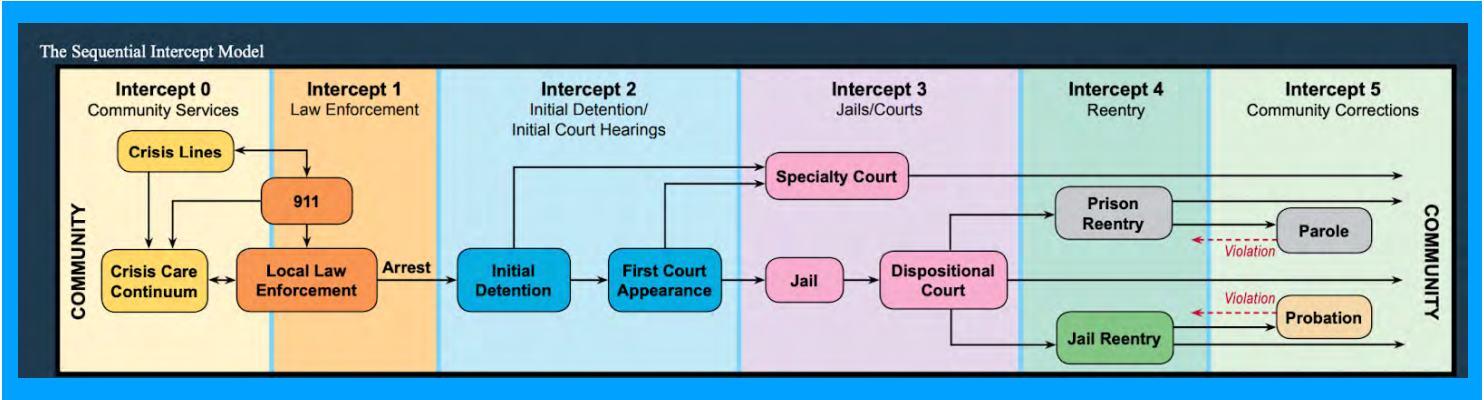 The Sequential Intercept Model
Intercept 0
Community Services
Intercept 1
Law Enforcement
Intercept 2
Initial Detention/
Initial Court Hearings
Intercept 3
Jails/Courts
Intercept 4
Reentry
Intercept 5
Community Corrections
COMMUNITY
Crisis Lines
911
Crisis Care
Continuum
Local Law
Enforcement
Arrest
Initial
Detention
First Court
Appearance
Specialty Court
Jail
Dispositional
Court
Prison
Reentry
Parole
Violation
Violation
Probation
Jail Reentry
COMMUNITY